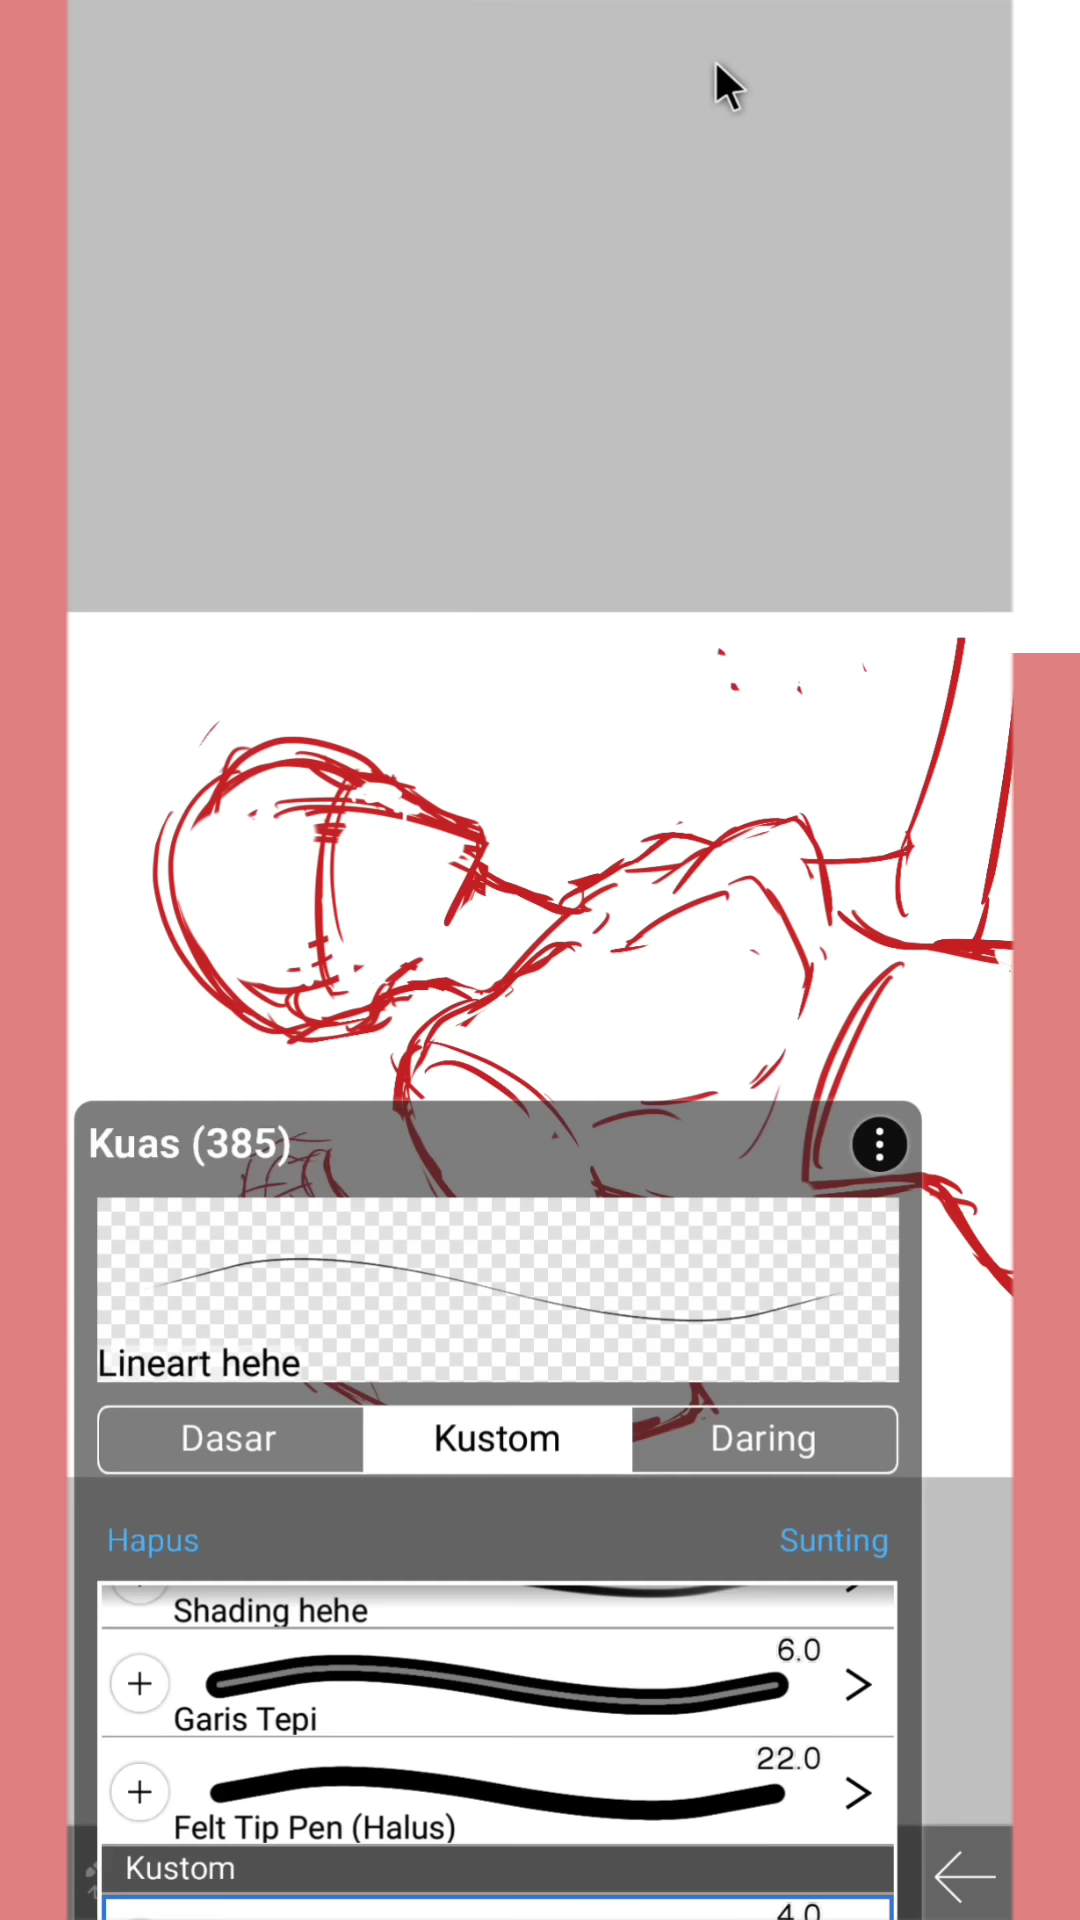 Kuas (385)
Lineart hehe
Dasar
Kustom
Daring
Hapus
Sunting
Shading hehe
6.0
Garis Tepi
22.0
Felt Tip Pen (Halus)
Kustom
4.0